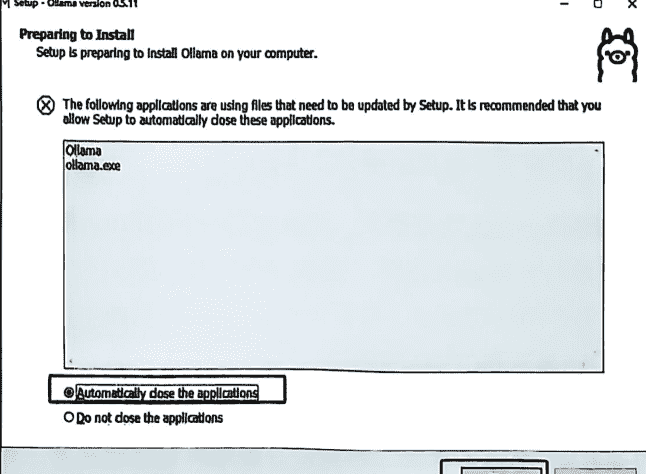 Setup - Ollama version 0.5.11
Preparing to Install
Setup is preparing to install Ollama on your computer.
The following applications are using files that need to be updated by Setup. It is recommended that you
allow Setup to automatically close these applications.
Ollama
ollama.exe
Automatically close the applications
Do not close the applications